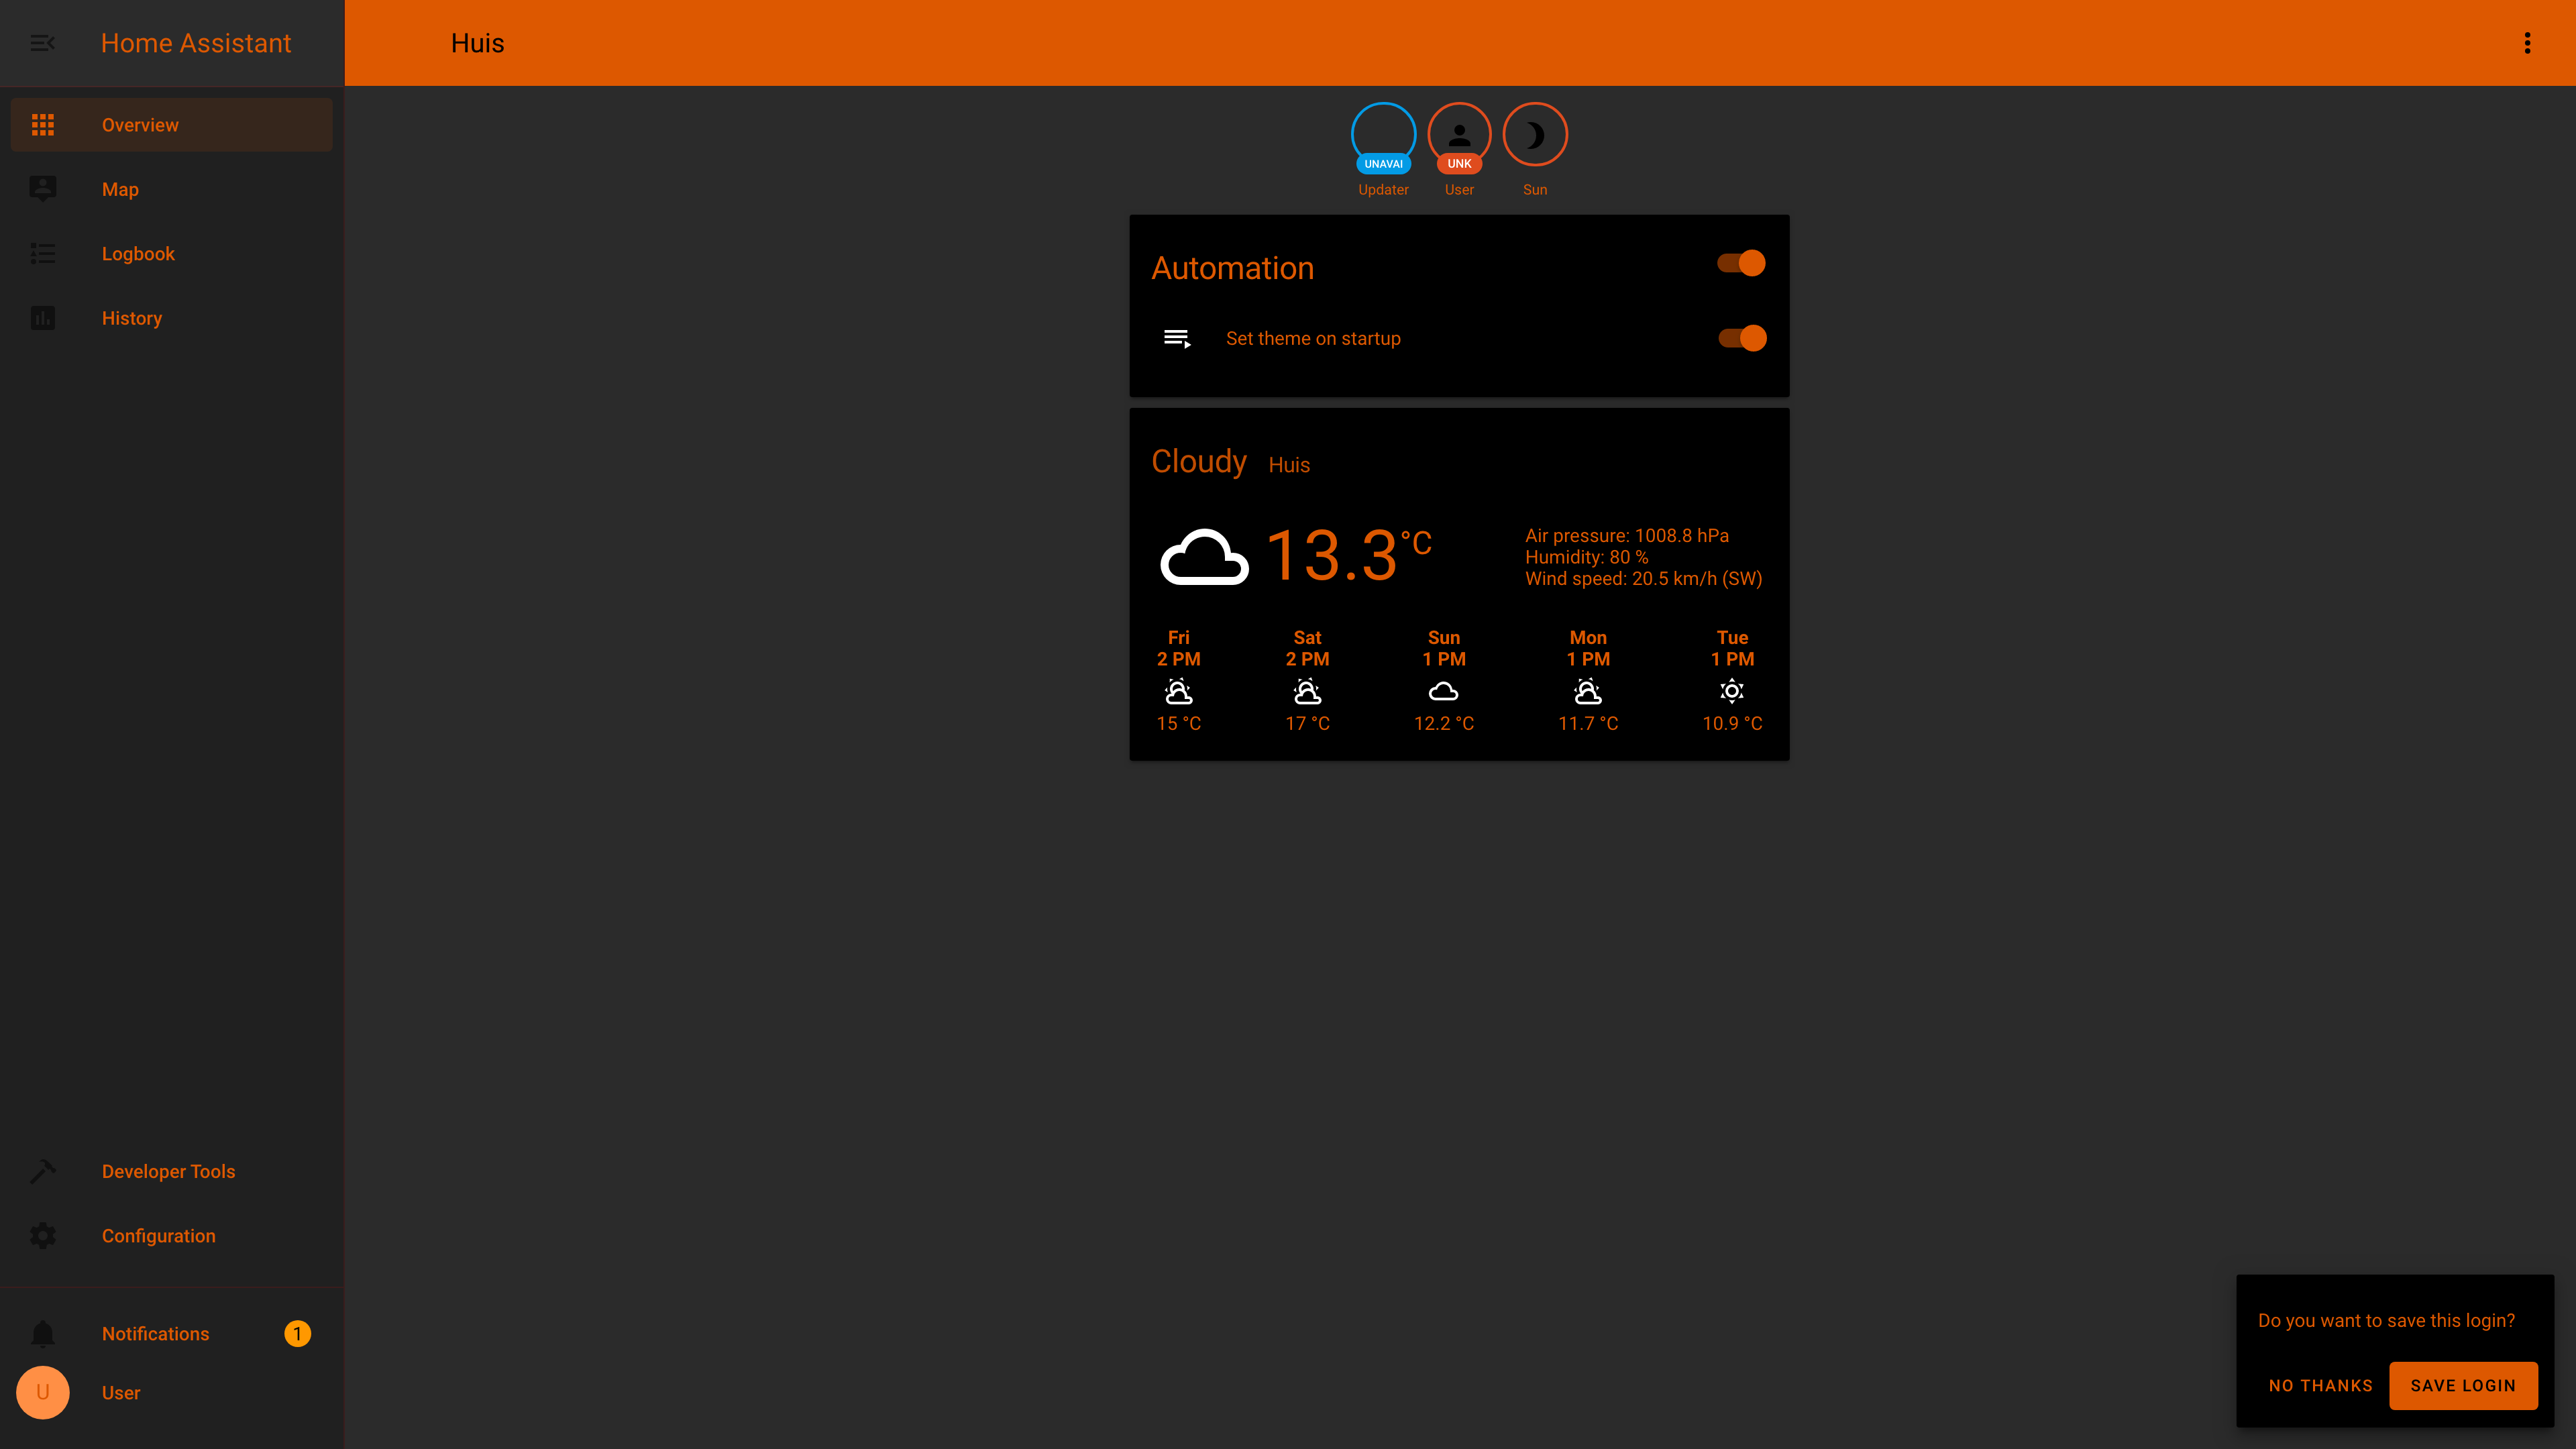 Home Assistant
Huis
Overview
Map
Logbook
History
Developer Tools
Configuration
Notifications
1
U
User
UNAVAI
UNK
Updater
User
Sun
Automation
Set theme on startup
Cloudy Huis
13.3 °C
Air pressure: 1008.8 hPa
Humidity: 80 %
Wind speed: 20.5 km/h (SW)
Fri Sat Sun Mon Tue
2 PM 2 PM 1 PM 1 PM 1 PM
15 °C 17 °C 12.2 °C 11.7 °C 10.9 °C
Do you want to save this login?
NO THANKS SAVE LOGIN